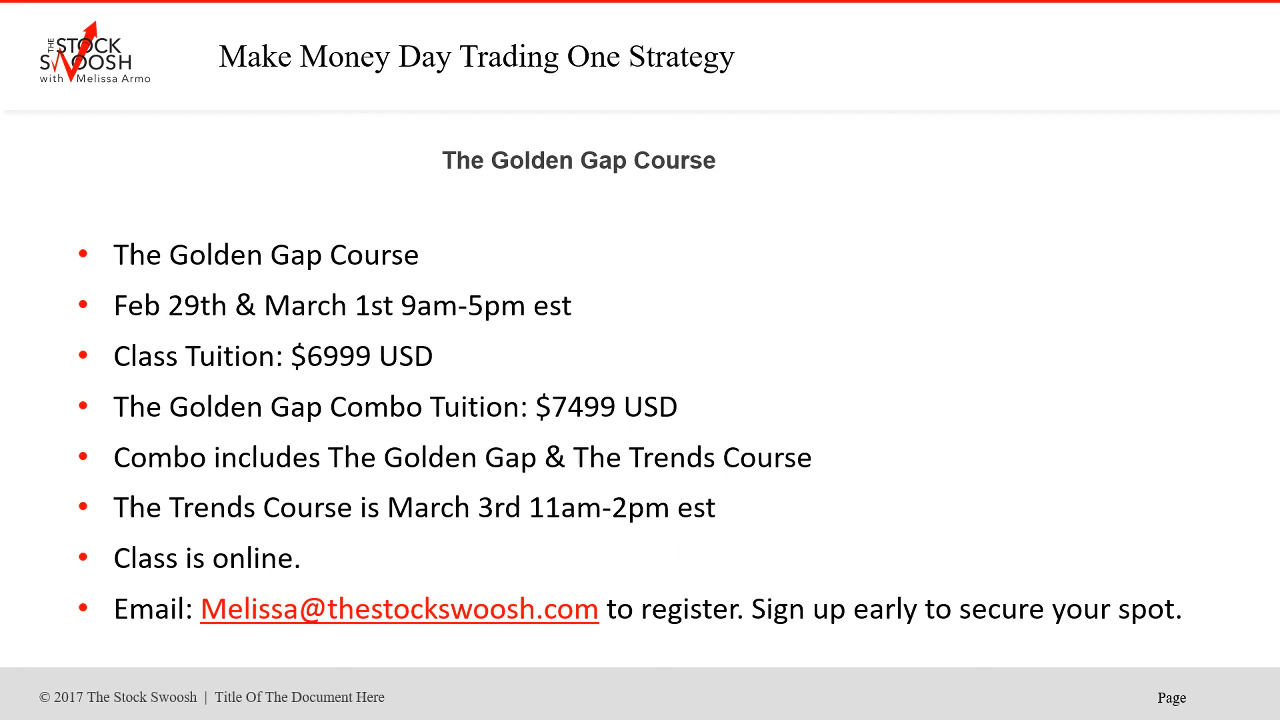 THE STOCK
SWOOSH
with Melissa Armo
Make Money Day Trading One Strategy
The Golden Gap Course
• The Golden Gap Course
• Feb 29th & March 1st 9am-5pm est
• Class Tuition: $6999 USD
• The Golden Gap Combo Tuition: $7499 USD
• Combo includes The Golden Gap & The Trends Course
• The Trends Course is March 3rd 11am-2pm est
• Class is online.
• Email: Melissa@thestockswoosh.com to register. Sign up early to secure your spot.
© 2017 The Stock Swoosh | Title Of The Document Here
Page